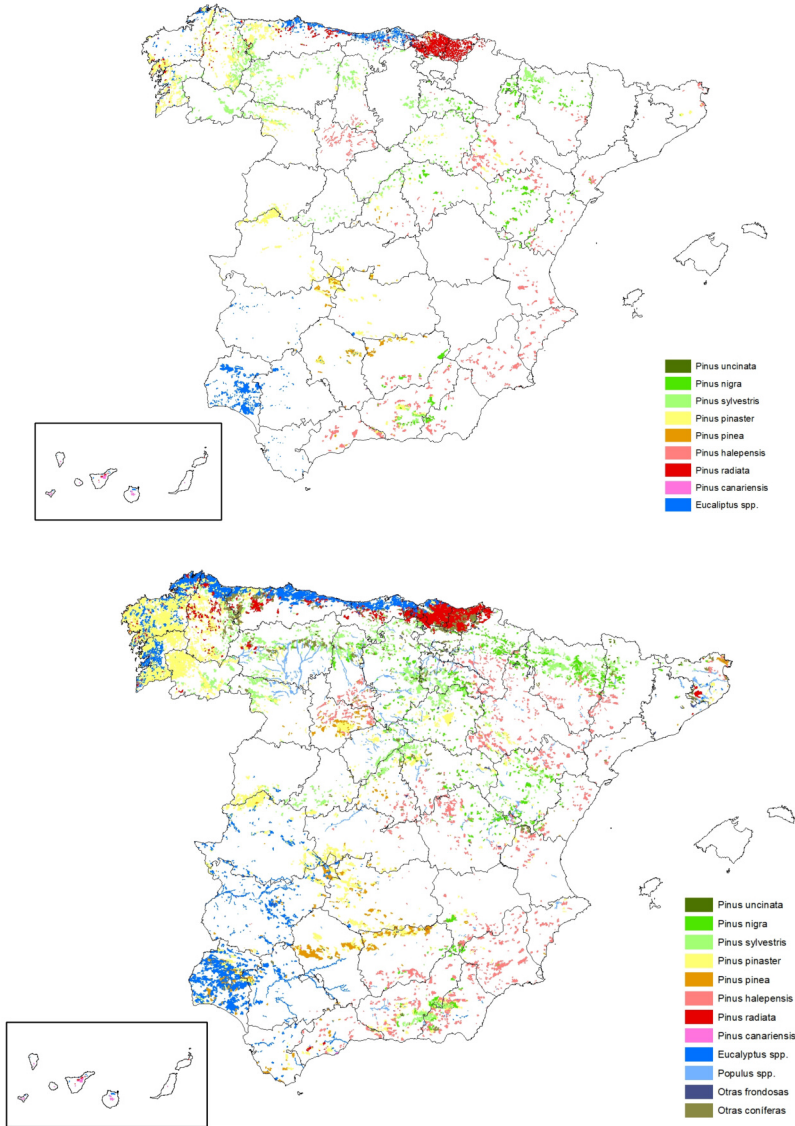 Pinus uncinata
Pinus nigra
Pinus sylvestris
Pinus pinaster
Pinus pinea
Pinus halepensis
Pinus radiata
Pinus canariensis
Eucaliptus spp.
Pinus uncinata
Pinus nigra
Pinus sylvestris
Pinus pinaster
Pinus pinea
Pinus halepensis
Pinus radiata
Pinus canariensis
Eucalyptus spp.
Populus spp.
Otras frondosas
Otras coníferas